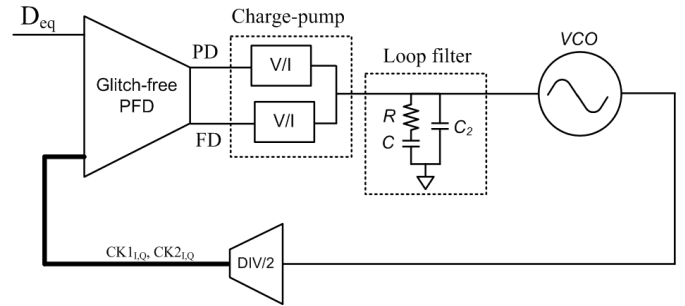 D_eq
Charge-pump
PD
V/I
Glitch-free
PFD
V/I
FD
Loop filter
R
C
C_2
VCO
CK1_I,Q, CK2_I,Q
DIV/2